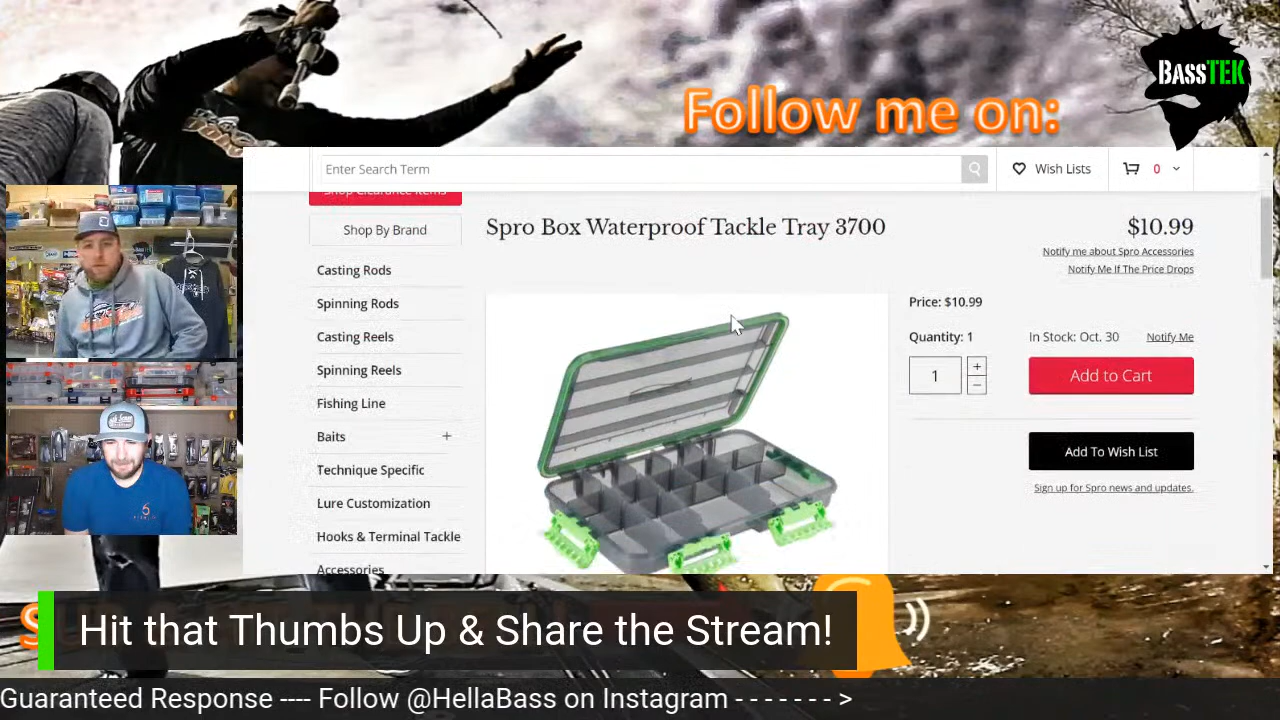 Follow me on:
BASSTEK
Enter Search Term
Wish Lists
0
Shop Clearance Items
Shop By Brand
Casting Rods
Spinning Rods
Casting Reels
Spinning Reels
Fishing Line
Baits +
Technique Specific
Lure Customization
Hooks & Terminal Tackle
Accessories
Spro Box Waterproof Tackle Tray 3700
$10.99
Notify me about Spro Accessories
Notify Me If The Price Drops
Price: $10.99
Quantity: 1
In Stock: Oct. 30
Notify Me
1
+
−
Add to Cart
Add To Wish List
Sign up for Spro news and updates.
Hit that Thumbs Up & Share the Stream!
Guaranteed Response ---- Follow @HellaBass on Instagram - - - - - - - >